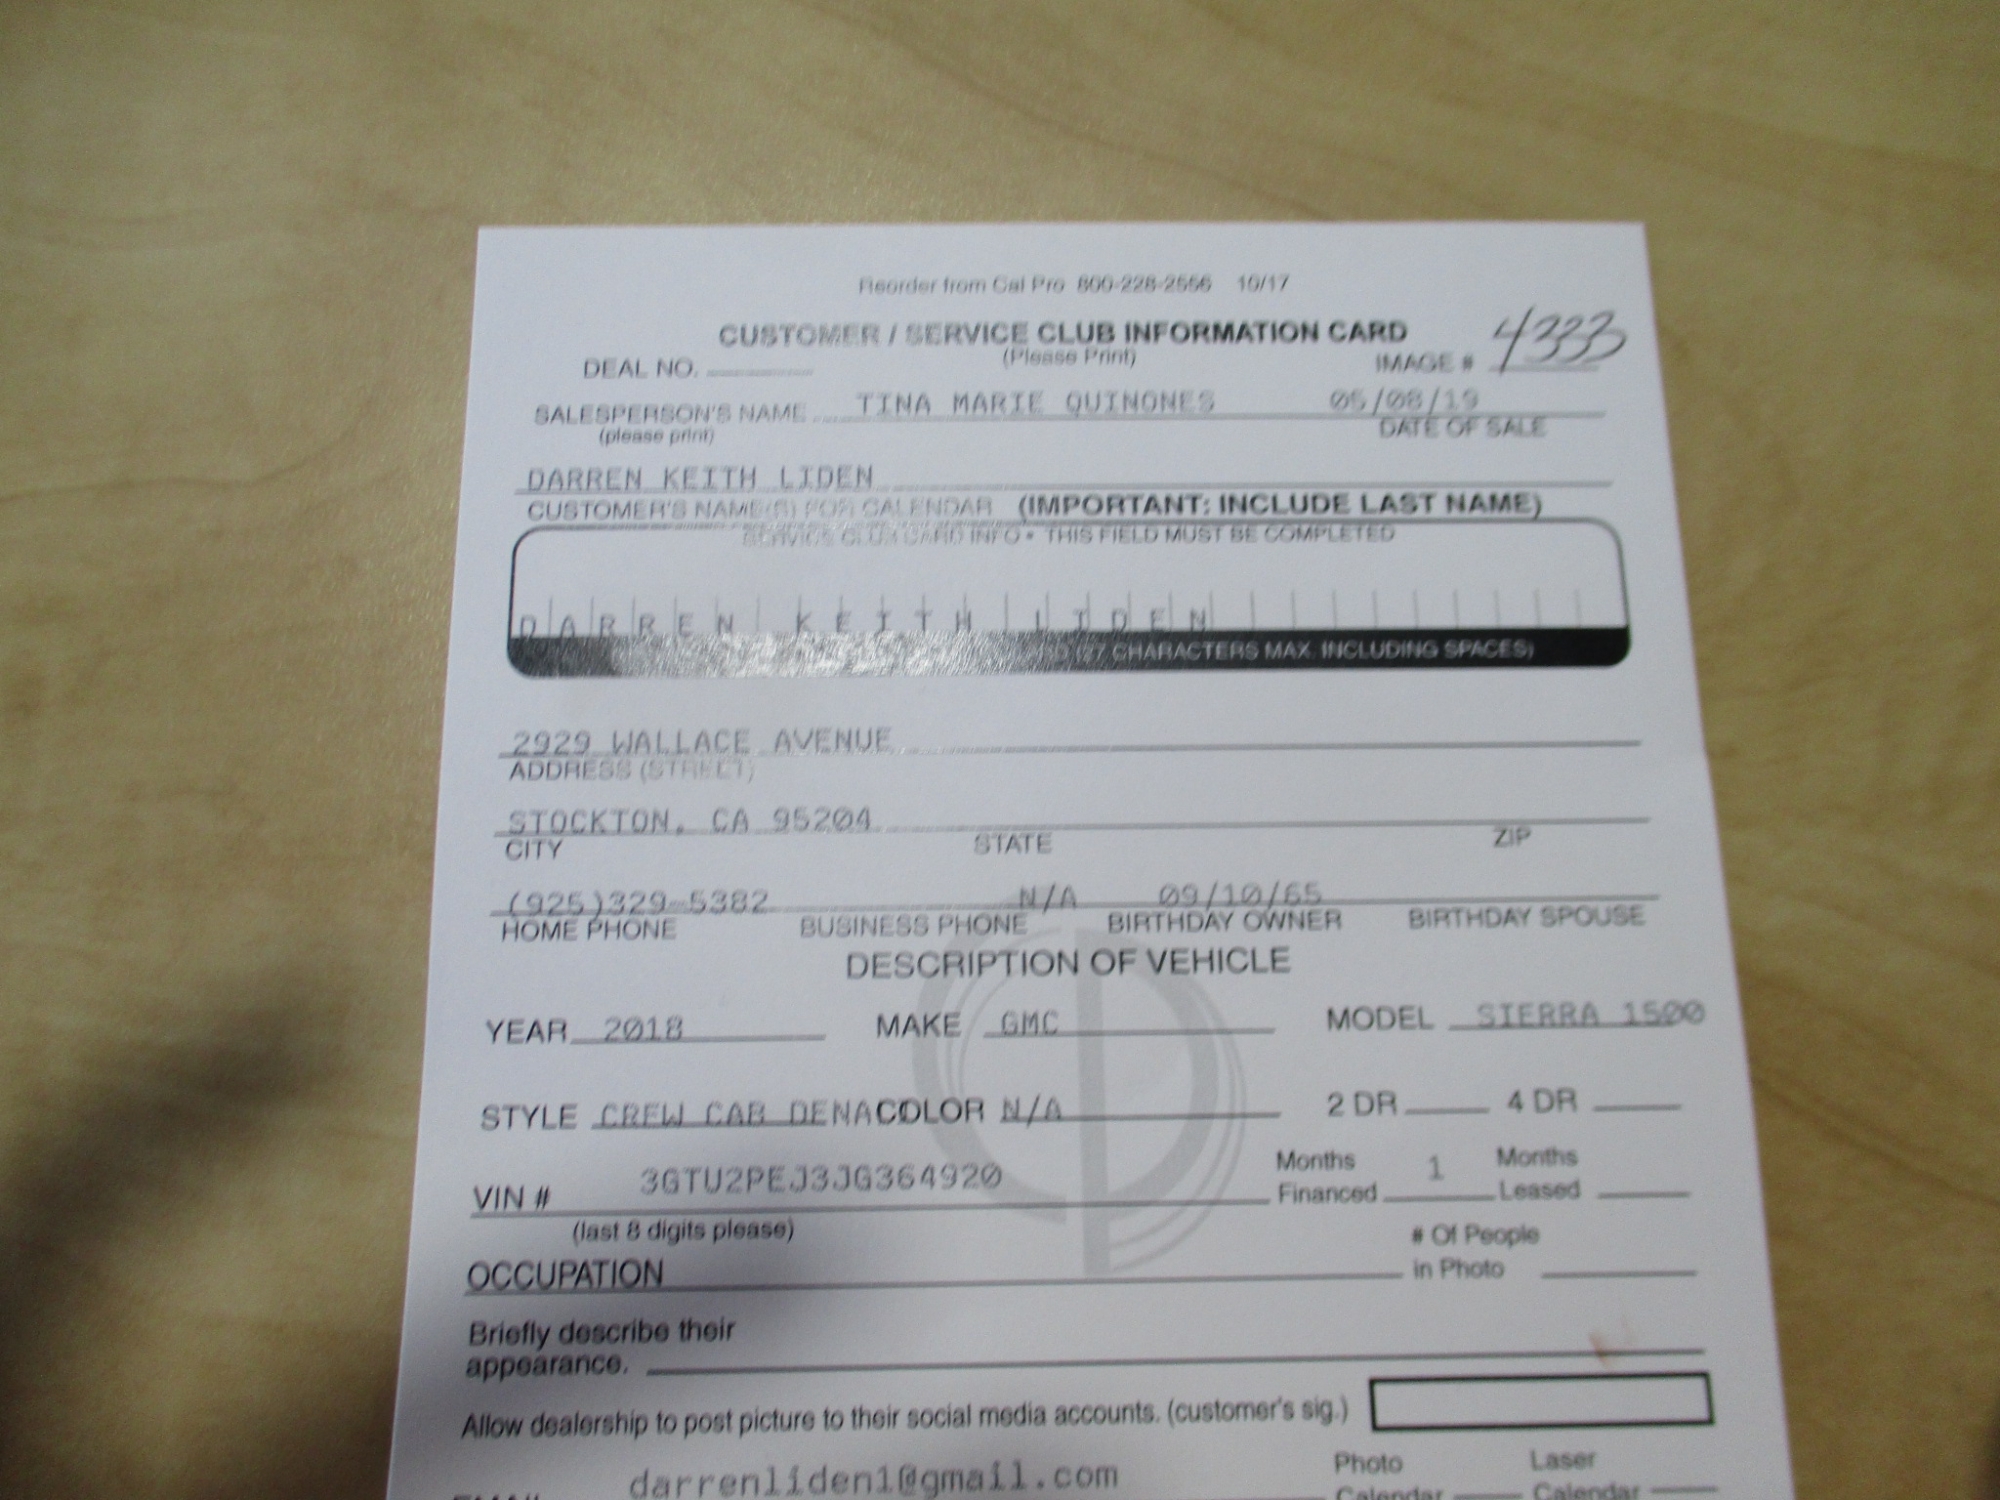 Reorder from Cal Pro 800-228-2556 10/17
CUSTOMER / SERVICE CLUB INFORMATION CARD
(Please Print)
DEAL NO. IMAGE # 4333
SALESPERSON'S NAME TINA MARIE QUINONES 05/08/19
(please print) DATE OF SALE
DARREN KEITH LIDEN
CUSTOMER'S NAME(S) FOR CALENDAR (IMPORTANT: INCLUDE LAST NAME)
SERVICE CLUB CARD INFO • THIS FIELD MUST BE COMPLETED
DARREN KEITH LIDEN
(27 CHARACTERS MAX. INCLUDING SPACES)
2929 WALLACE AVENUE
ADDRESS (STREET)
STOCKTON, CA 95204
CITY STATE ZIP
(925)329-5382 N/A 09/10/65
HOME PHONE BUSINESS PHONE BIRTHDAY OWNER BIRTHDAY SPOUSE
DESCRIPTION OF VEHICLE
YEAR 2018 MAKE GMC MODEL SIERRA 1500
STYLE CREW CAB DENACOLOR N/A 2 DR 4 DR
VIN # 3GTU2PEJ3JG364920 Months Financed 1 Months Leased
(last 8 digits please)
OCCUPATION # Of People in Photo
Briefly describe their
appearance.
Allow dealership to post picture to their social media accounts. (customer's sig.)
darrenliden1@gmail.com Photo Laser
Calendar Calendar